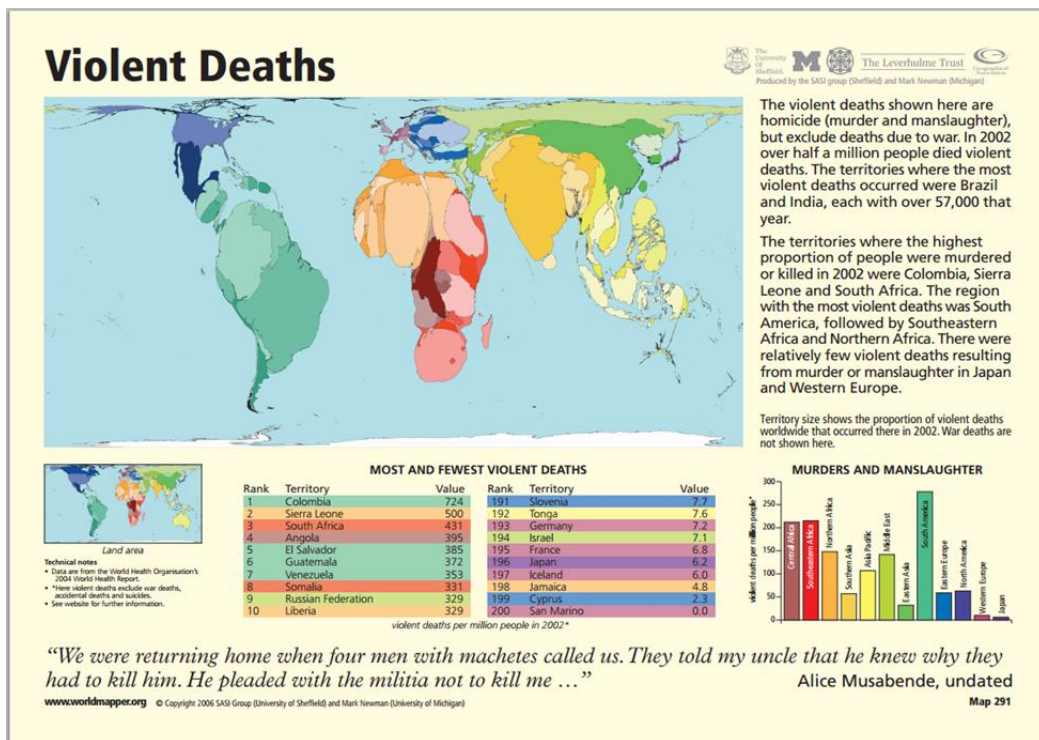 Violent Deaths
The
University
Of
Sheffield.
M
The Leverhulme Trust
Geographical
Association
Produced by the SASI group (Sheffield) and Mark Newman (Michigan)
The violent deaths shown here are
homicide (murder and manslaughter),
but exclude deaths due to war. In 2002
over half a million people died violent
deaths. The territories where the most
violent deaths occurred were Brazil
and India, each with over 57,000 that
year.
The territories where the highest
proportion of people were murdered
or killed in 2002 were Colombia, Sierra
Leone and South Africa. The region
with the most violent deaths was South
America, followed by Southeastern
Africa and Northern Africa. There were
relatively few violent deaths resulting
from murder or manslaughter in Japan
and Western Europe.
Territory size shows the proportion of violent deaths
worldwide that occurred there in 2002. War deaths are
not shown here.
Land area
Technical notes
• Data are from the World Health Organisation's
2004 World Health Report.
• *Here violent deaths exclude war deaths,
accidental deaths and suicides.
• See website for further information.
MOST AND FEWEST VIOLENT DEATHS
Rank Territory Value Rank Territory Value
1 Colombia 724 191 Slovenia 7.7
2 Sierra Leone 500 192 Tonga 7.6
3 South Africa 431 193 Germany 7.2
4 Angola 395 194 Israel 7.1
5 El Salvador 385 195 France 6.8
6 Guatemala 372 196 Japan 6.2
7 Venezuela 353 197 Iceland 6.0
8 Somalia 331 198 Jamaica 4.8
9 Russian Federation 329 199 Cyprus 2.3
10 Liberia 329 200 San Marino 0.0
violent deaths per million people in 2002*
MURDERS AND MANSLAUGHTER
violent deaths per million people*
300
250
200
150
100
50
0
Central Africa
Southeastern Africa
Northern Africa
Southern Asia
Asia Pacific
Middle East
Eastern Asia
South America
Eastern Europe
North America
Western Europe
Japan
“We were returning home when four men with machetes called us. They told my uncle that he knew why they
had to kill him. He pleaded with the militia not to kill me …”
Alice Musabende, undated
www.worldmapper.org © Copyright 2006 SASI Group (University of Sheffield) and Mark Newman (University of Michigan)
Map 291